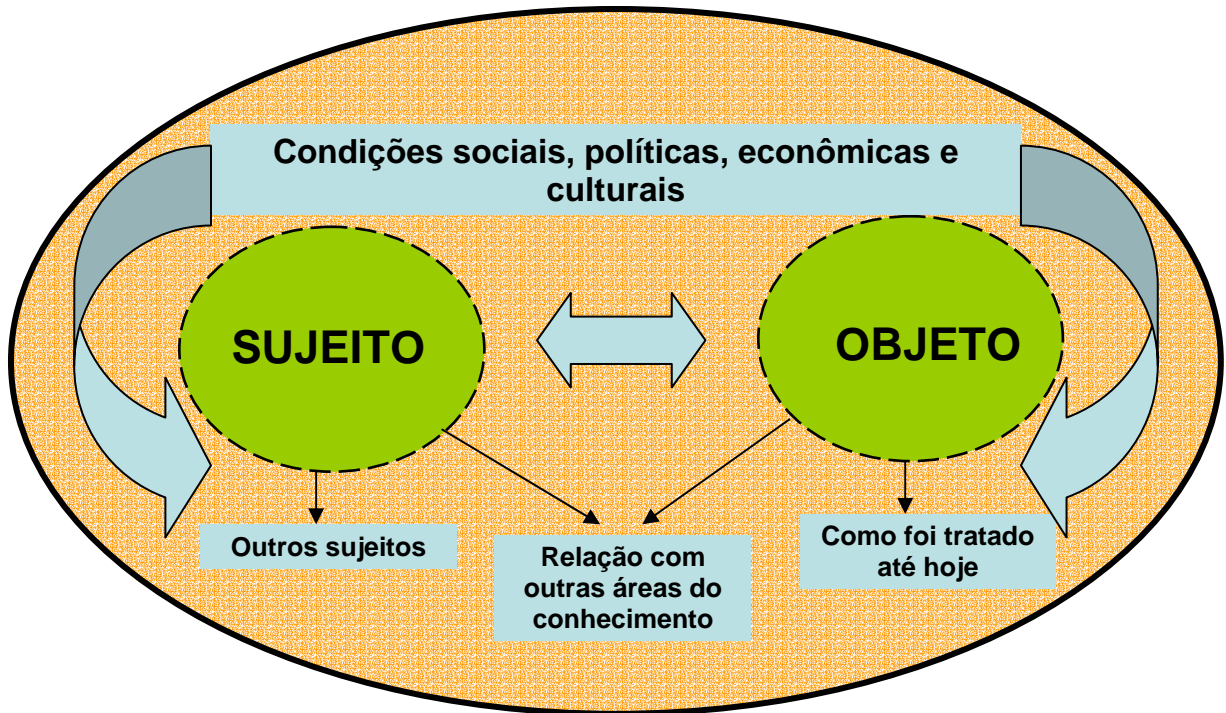 Condições sociais, políticas, econômicas e
culturais
SUJEITO
OBJETO
Outros sujeitos
Relação com
outras áreas do
conhecimento
Como foi tratado
até hoje